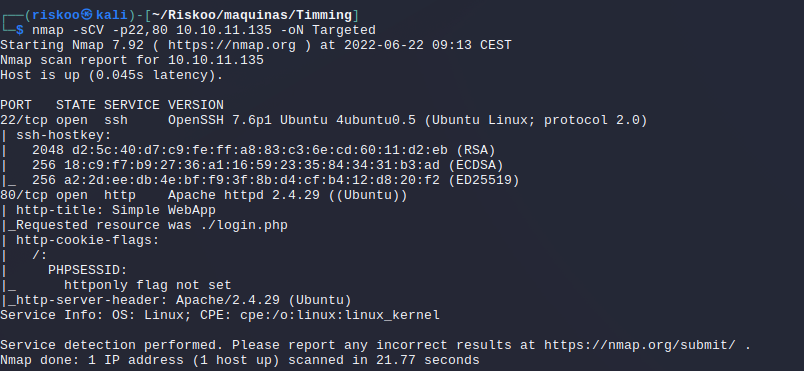 ┌──(riskoo㉿kali)-[~/Riskoo/maquinas/Timming]
└─$ nmap -sCV -p22,80 10.10.11.135 -oN Targeted
Starting Nmap 7.92 ( https://nmap.org ) at 2022-06-22 09:13 CEST
Nmap scan report for 10.10.11.135
Host is up (0.045s latency).

PORT   STATE SERVICE VERSION
22/tcp open  ssh     OpenSSH 7.6p1 Ubuntu 4ubuntu0.5 (Ubuntu Linux; protocol 2.0)
| ssh-hostkey:
|   2048 d2:5c:40:d7:c9:fe:ff:a8:83:c3:6e:cd:60:11:d2:eb (RSA)
|   256 18:c9:f7:b9:27:36:a1:16:59:23:35:84:34:31:b3:ad (ECDSA)
|_  256 a2:2d:ee:db:4e:bf:f9:3f:8b:d4:cf:b4:12:d8:20:f2 (ED25519)
80/tcp open  http    Apache httpd 2.4.29 ((Ubuntu))
| http-title: Simple WebApp
|_Requested resource was ./login.php
| http-cookie-flags:
|   /:
|     PHPSESSID:
|_      httponly flag not set
|_http-server-header: Apache/2.4.29 (Ubuntu)
Service Info: OS: Linux; CPE: cpe:/o:linux:linux_kernel

Service detection performed. Please report any incorrect results at https://nmap.org/submit/ .
Nmap done: 1 IP address (1 host up) scanned in 21.77 seconds